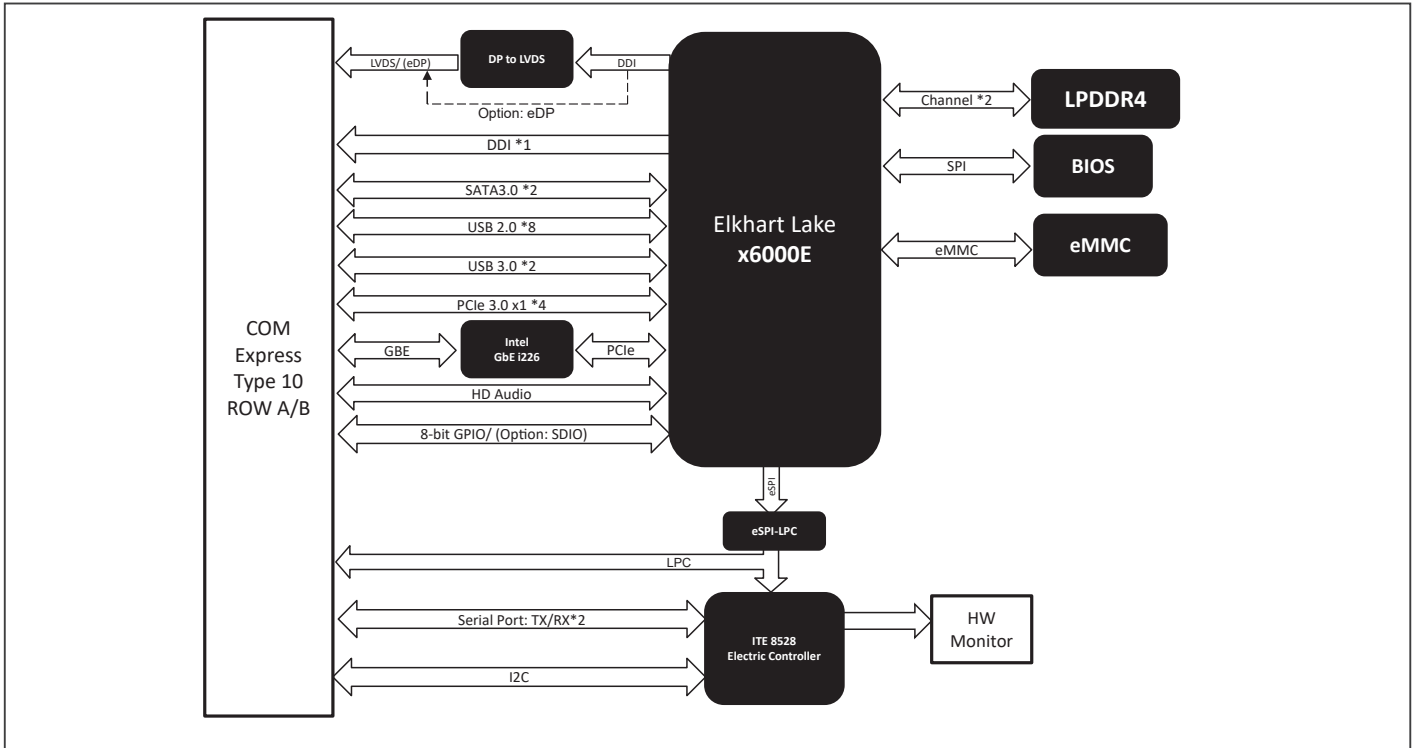 DP to LVDS
LVDS/ (eDP)
DDI
Option: eDP
DDI *1
SATA3.0 *2
USB 2.0 *8
USB 3.0 *2
PCIe 3.0 x1 *4
GBE
Intel
GbE i226
PCIe
HD Audio
8-bit GPIO/ (Option: SDIO)
COM
Express
Type 10
ROW A/B
Elkhart Lake
x6000E
Channel *2
LPDDR4
SPI
BIOS
eMMC
eMMC
eSPI
eSPI-LPC
LPC
Serial Port: TX/RX*2
I2C
ITE 8528
Electric Controller
HW
Monitor